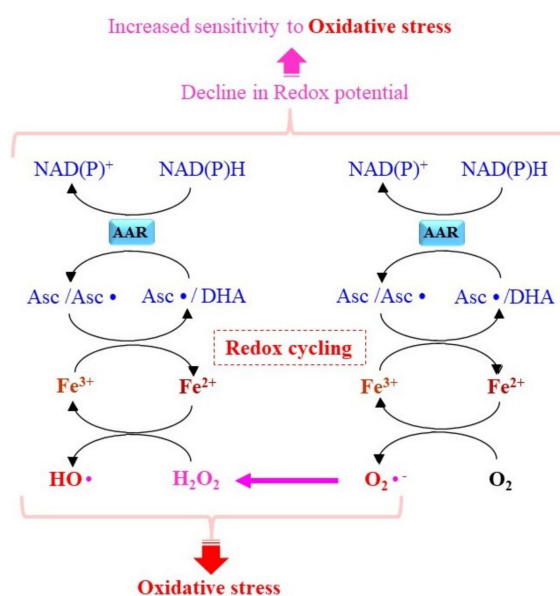 Increased sensitivity to Oxidative stress
Decline in Redox potential
NAD(P)⁺ NAD(P)H NAD(P)⁺ NAD(P)H
AAR AAR
Asc /Asc • Asc •/ DHA Asc /Asc • Asc •/DHA
Redox cycling
Fe³⁺ Fe²⁺ Fe³⁺ Fe²⁺
HO• H₂O₂ O₂•⁻ O₂
Oxidative stress